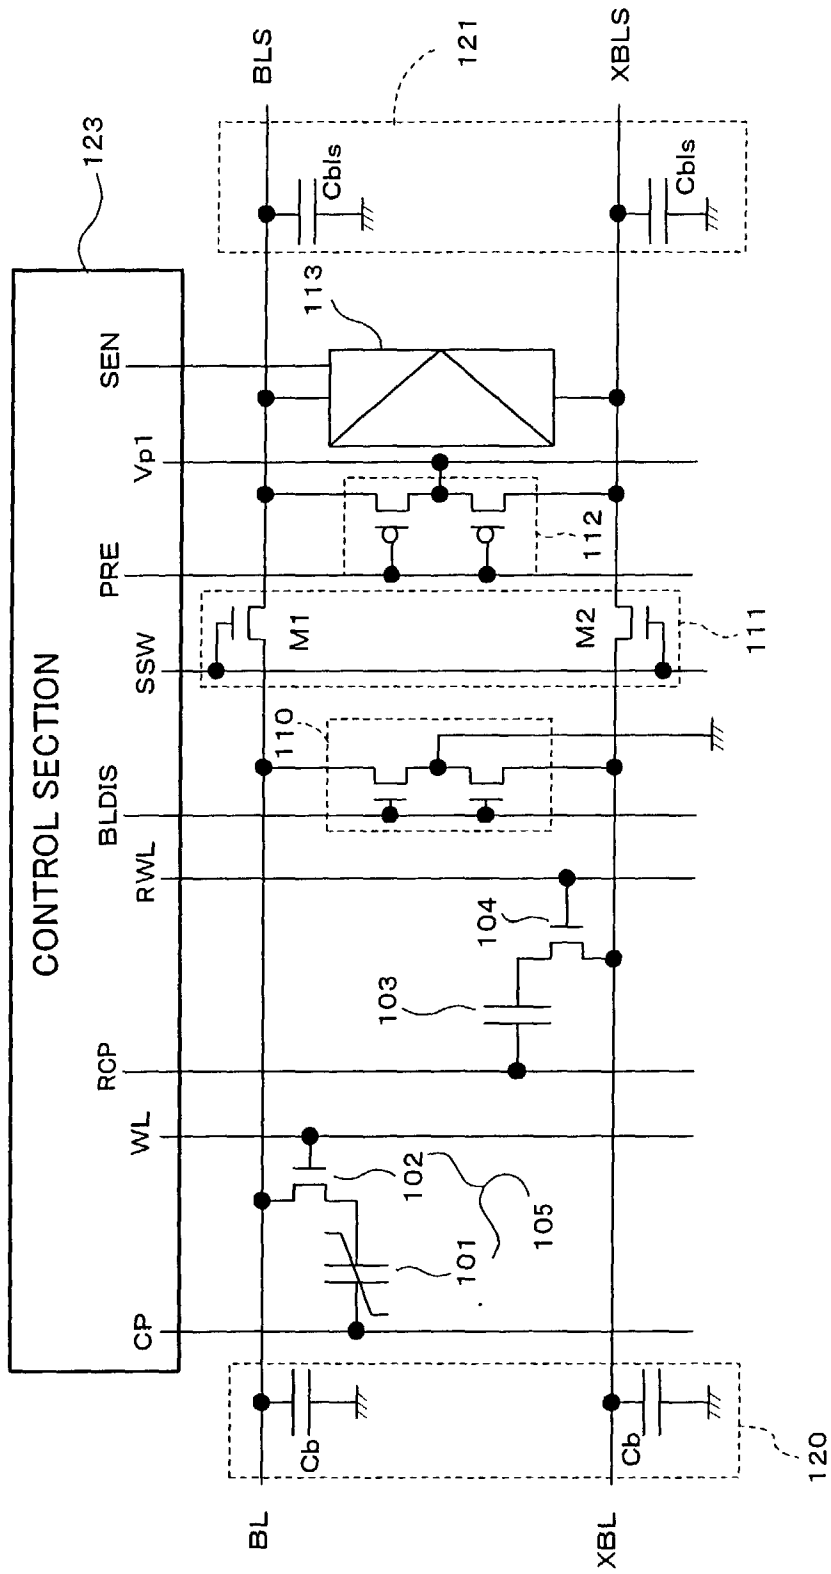 123
CONTROL SECTION
CP
WL
RCP
RWL
BLDIS
SSW
PRE
Vp1
SEN
BL
BLS
Cb
101
102
105
103
104
110
M1
M2
111
112
113
Cbls
121
XBL
XBLS
Cb
Cbls
120